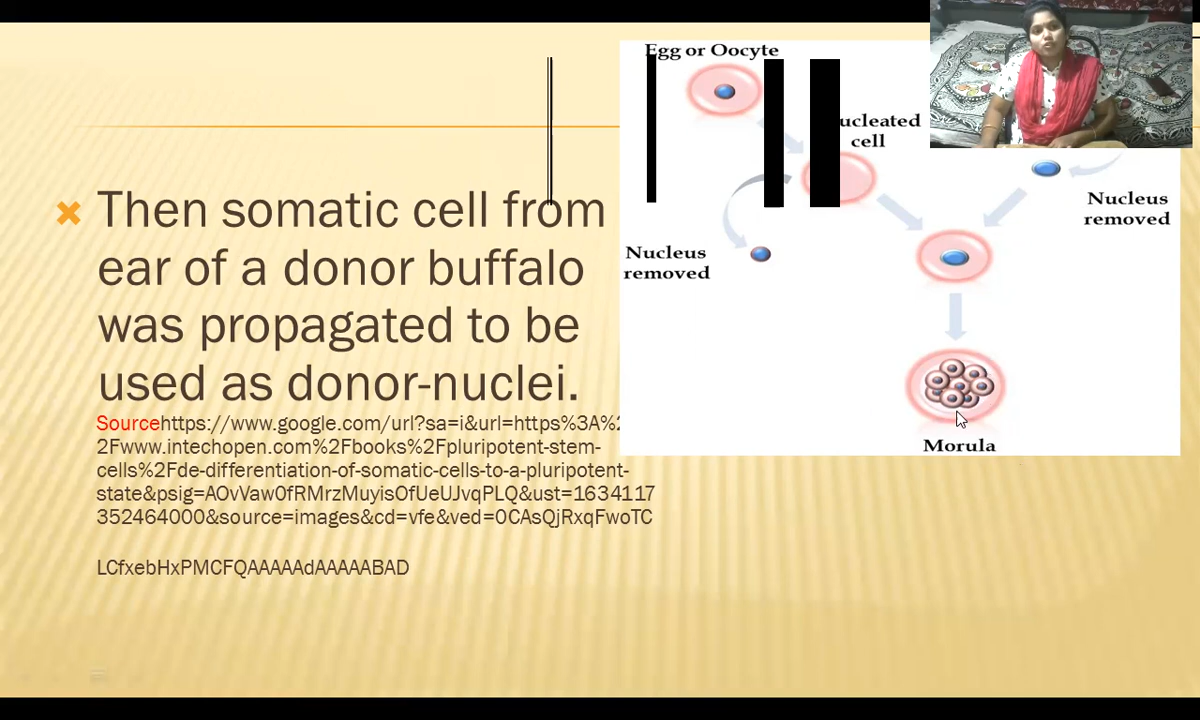 Then somatic cell from
ear of a donor buffalo
was propagated to be
used as donor-nuclei.
Sourcehttps://www.google.com/url?sa=i&url=https%3A%2
2Fwww.intechopen.com%2Fbooks%2Fpluripotent-stem-
cells%2Fde-differentiation-of-somatic-cells-to-a-pluripotent-
state&psig=AOvVaw0fRMrzMuyisOfUeUJvqPLQ&ust=1634117
352464000&source=images&cd=vfe&ved=0CAsQjRxqFwoTC
LCfxebHxPMCFQAAAAAdAAAAABAD
Egg or Oocyte
ucleated
cell
Nucleus
removed
Nucleus
removed
Morula